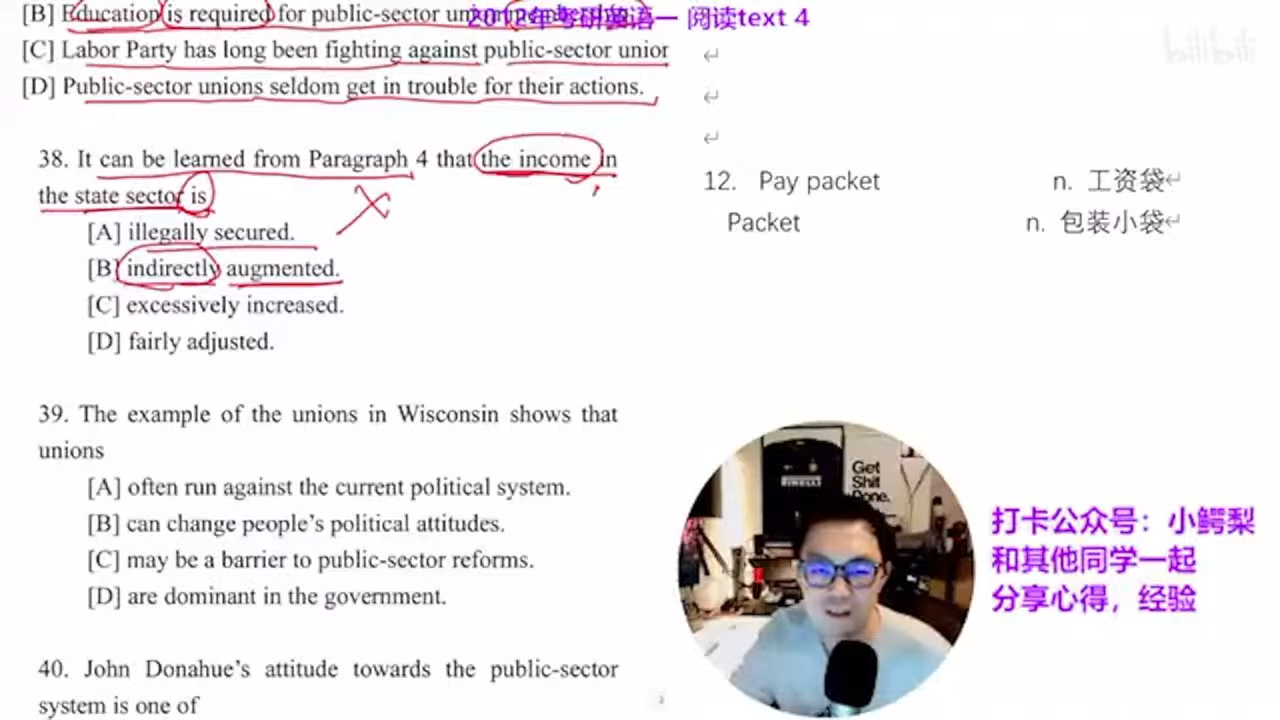 [B] Education is required for public-sector
2012年考研英语一 阅读text 4
[C] Labor Party has long been fighting against public-sector union
[D] Public-sector unions seldom get in trouble for their actions.
38. It can be learned from Paragraph 4 that the income in
the state sector is
[A] illegally secured.
[B] indirectly augmented.
[C] excessively increased.
[D] fairly adjusted.
39. The example of the unions in Wisconsin shows that
unions
[A] often run against the current political system.
[B] can change people's political attitudes.
[C] may be a barrier to public-sector reforms.
[D] are dominant in the government.
40. John Donahue's attitude towards the public-sector
system is one of
bilibili
12. Pay packet n. 工资袋
Packet n. 包装小袋
Get
Shit
Done.
PIRELLI
打卡公众号：小鳄梨
和其他同学一起
分享心得，经验